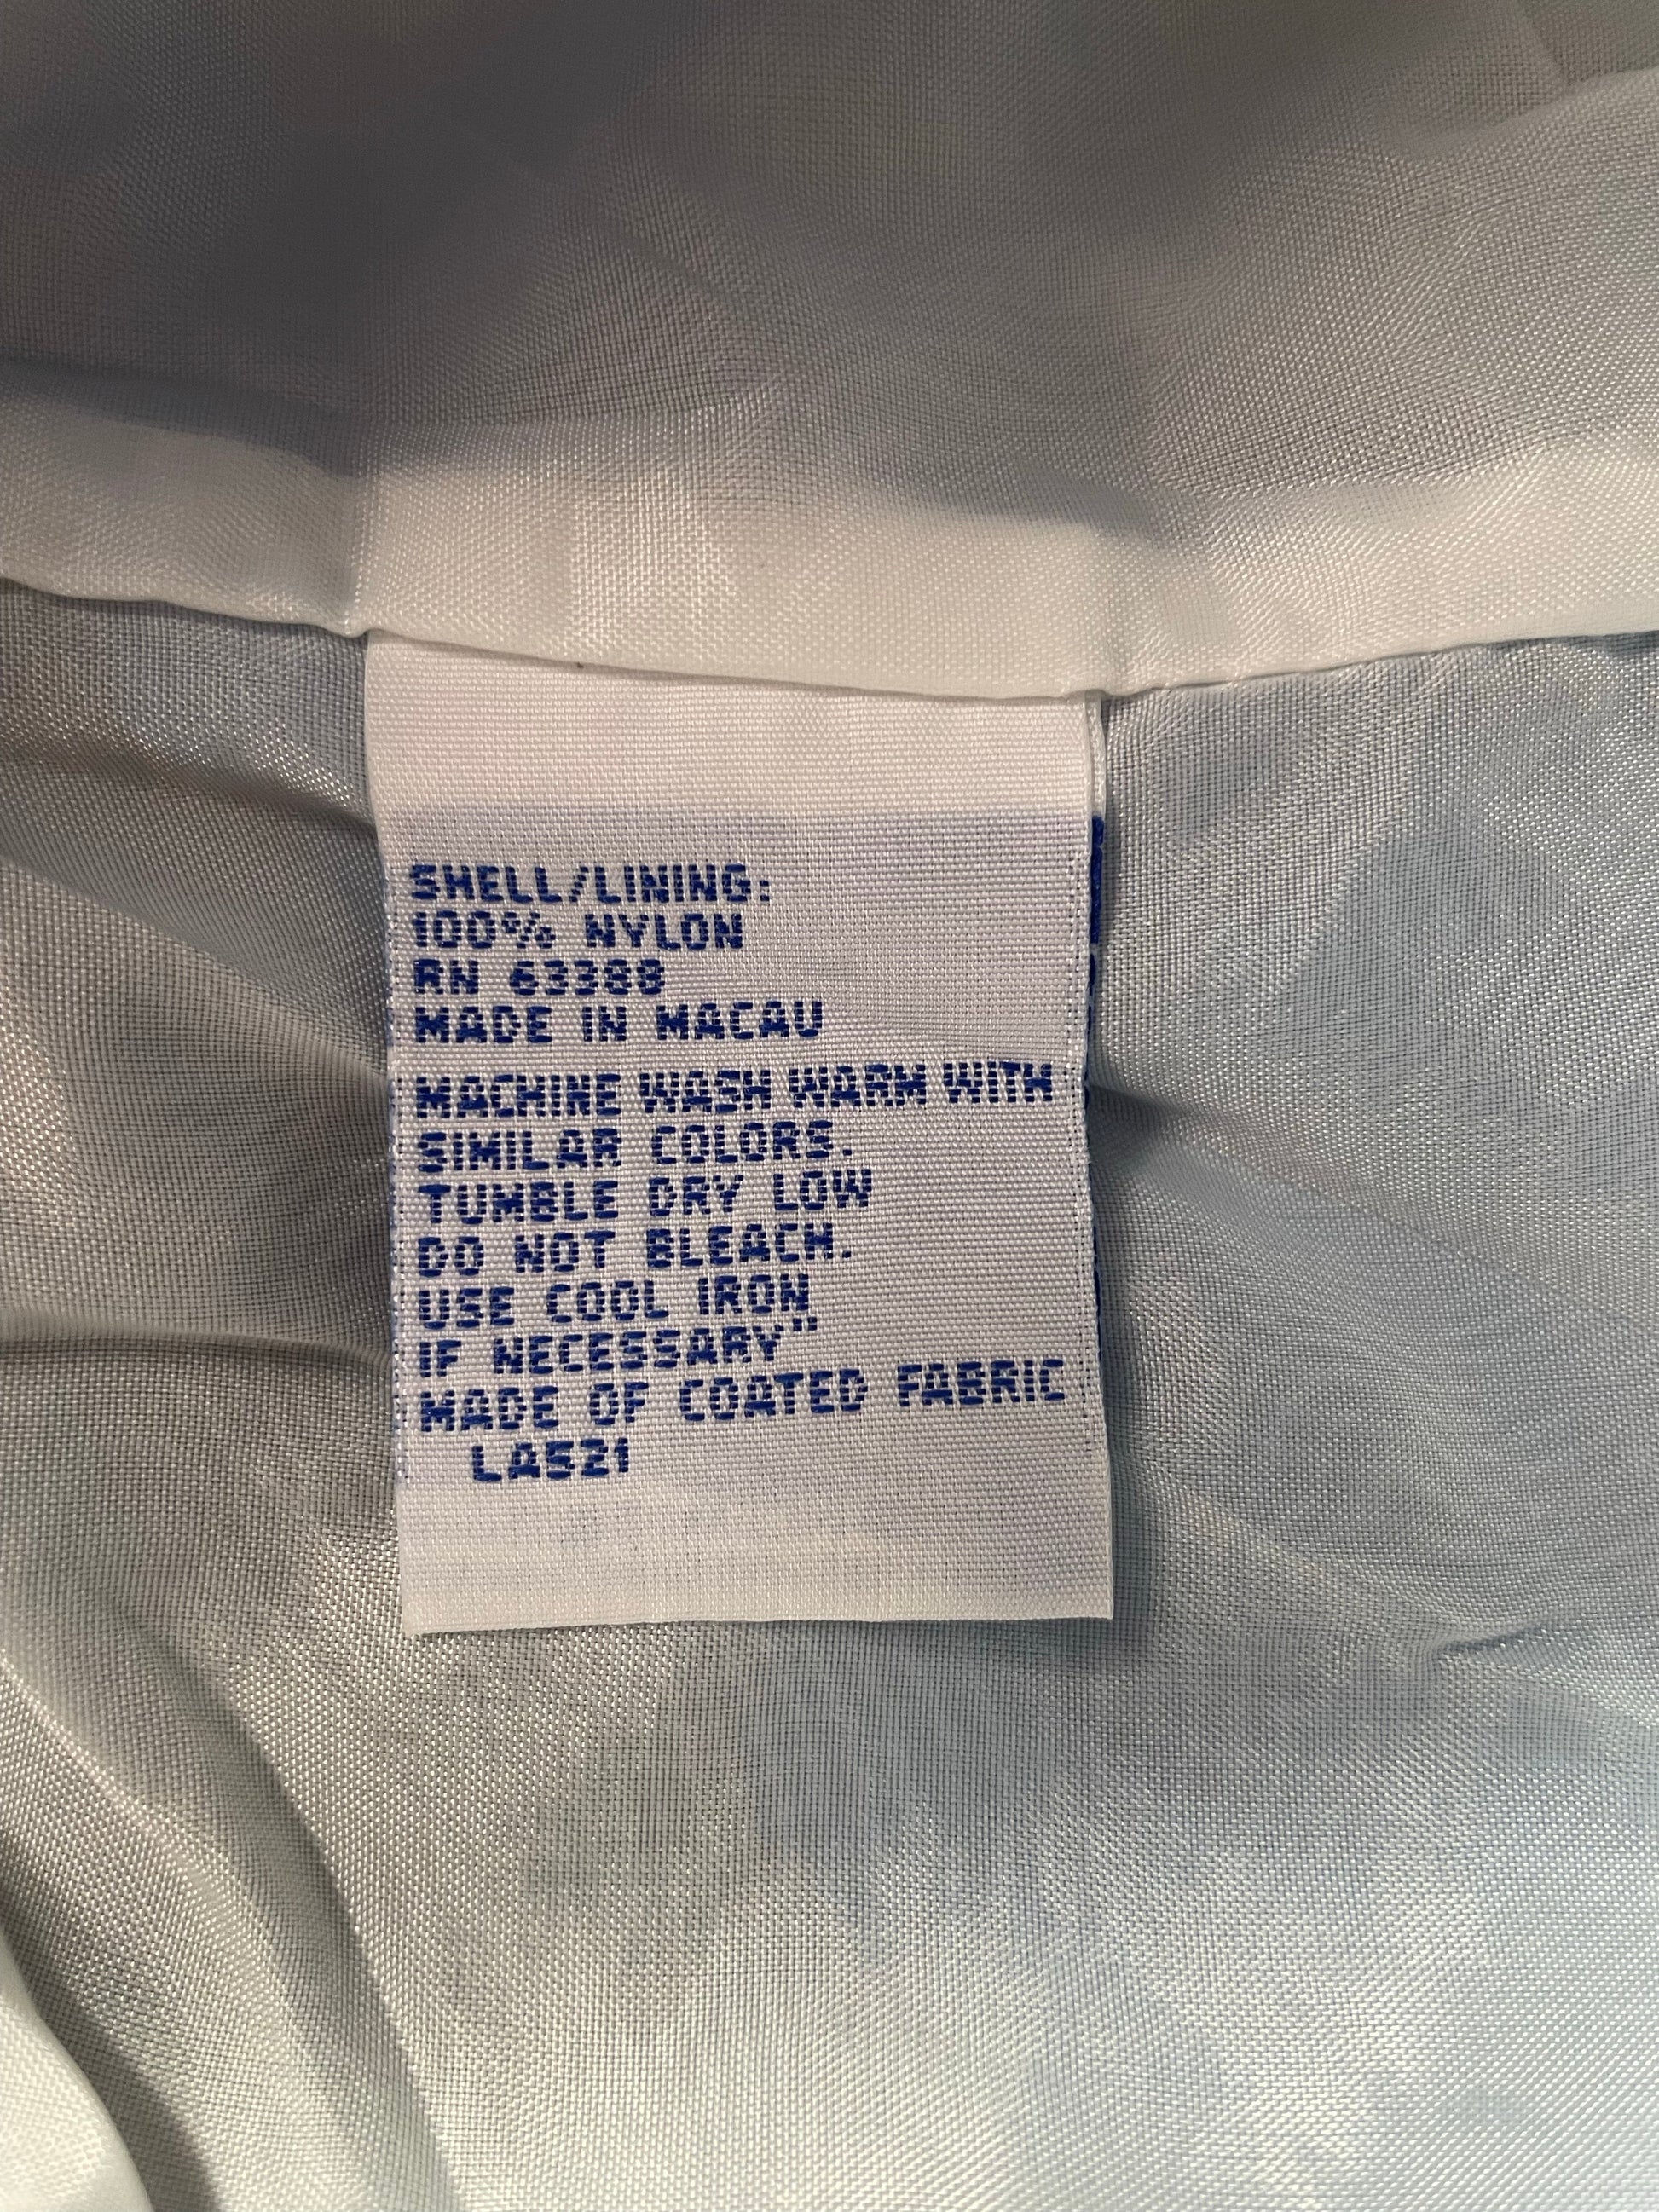 SHELL/LINING:
100% NYLON
RN 63388
MADE IN MACAU
MACHINE WASH WARM WITH
SIMILAR COLORS.
TUMBLE DRY LOW
DO NOT BLEACH.
USE COOL IRON
IF NECESSARY"
MADE OF COATED FABRIC
LA521